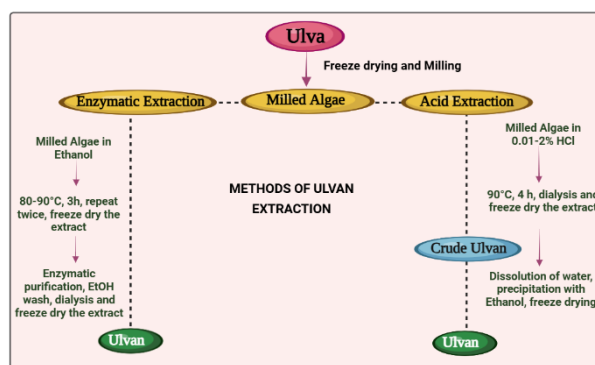 Ulva
Freeze drying and Milling
Enzymatic Extraction
Milled Algae
Acid Extraction
Milled Algae in
Ethanol
80-90°C, 3h, repeat
twice, freeze dry the
extract
Enzymatic
purification, EtOH
wash, dialysis and
freeze dry the extract
Ulvan
METHODS OF ULVAN
EXTRACTION
Milled Algae in
0.01-2% HCl
90°C, 4 h, dialysis and
freeze dry the extract
Crude Ulvan
Dissolution of water,
precipitation with
Ethanol, freeze drying
Ulvan